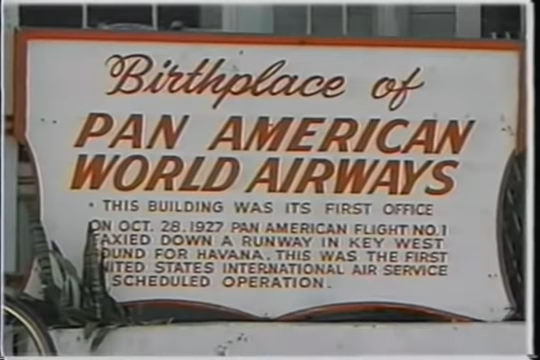 Birthplace of
PAN AMERICAN
WORLD AIRWAYS
• THIS BUILDING WAS ITS FIRST OFFICE
ON OCT. 28, 1927 PAN AMERICAN FLIGHT NO. 1
TAXIED DOWN A RUNWAY IN KEY WEST
BOUND FOR HAVANA. THIS WAS THE FIRST
UNITED STATES INTERNATIONAL AIR SERVICE
SCHEDULED OPERATION.